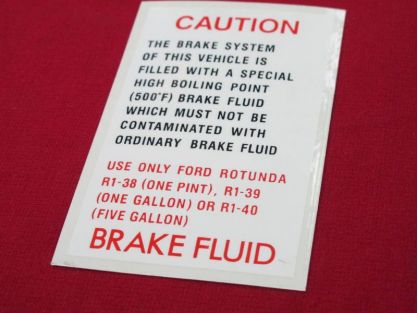 CAUTION
THE BRAKE SYSTEM
OF THIS VEHICLE IS
FILLED WITH A SPECIAL
HIGH BOILING POINT
(500°F) BRAKE FLUID
WHICH MUST NOT BE
CONTAMINATED WITH
ORDINARY BRAKE FLUID
USE ONLY FORD ROTUNDA
R1-38 (ONE PINT), R1-39
(ONE GALLON) OR R1-40
(FIVE GALLON)
BRAKE FLUID